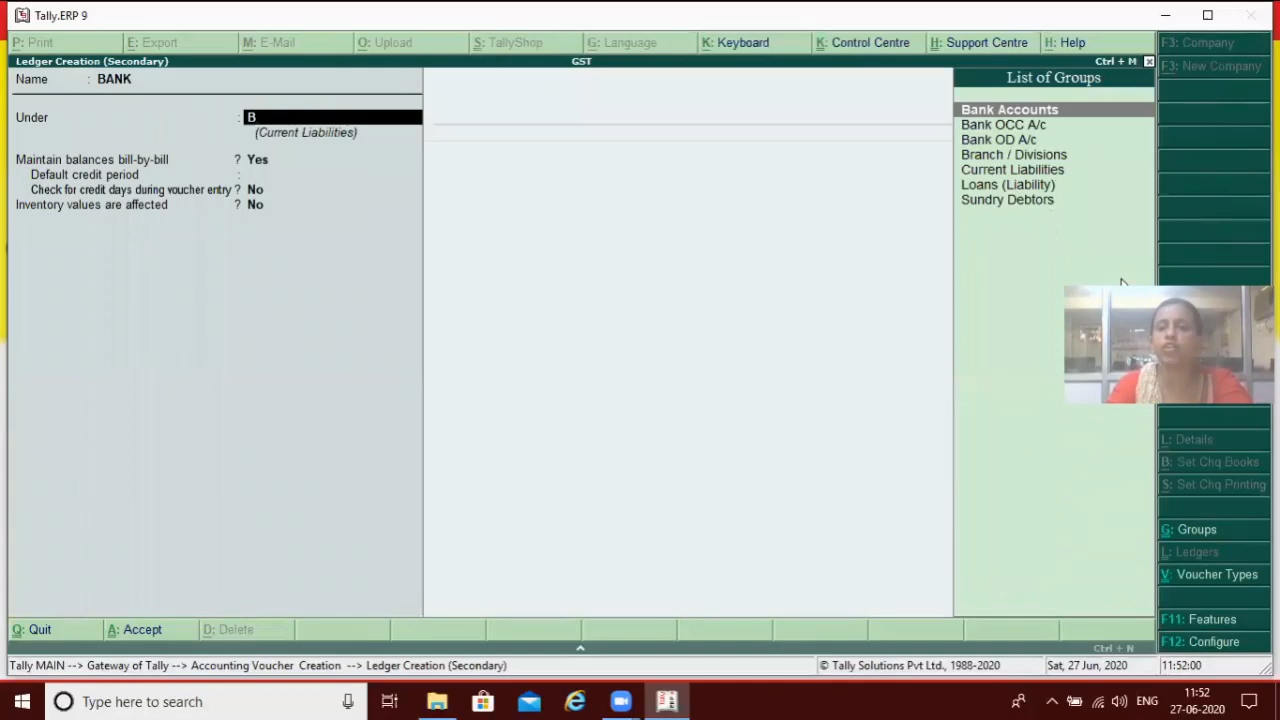 Tally.ERP 9
P: Print E: Export M: E-Mail O: Upload S: TallyShop G: Language K: Keyboard K: Control Centre H: Support Centre H: Help F3: Company
Ledger Creation (Secondary) GST Ctrl + M
F3: New Company
Name : BANK
List of Groups
Under : B
(Current Liabilities)
Maintain balances bill-by-bill ? Yes
Default credit period :
Check for credit days during voucher entry ? No
Inventory values are affected ? No
Bank Accounts
Bank OCC A/c
Bank OD A/c
Branch / Divisions
Current Liabilities
Loans (Liability)
Sundry Debtors
L: Details
B: Set Chq Books
S: Set Chq Printing
G: Groups
L: Ledgers
V: Voucher Types
F11: Features
F12: Configure
Q: Quit A: Accept D: Delete
Ctrl + N
Tally MAIN --> Gateway of Tally --> Accounting Voucher Creation --> Ledger Creation (Secondary) © Tally Solutions Pvt Ltd., 1988-2020 Sat, 27 Jun, 2020 11:52:00
Type here to search
ENG
11:52
27-06-2020